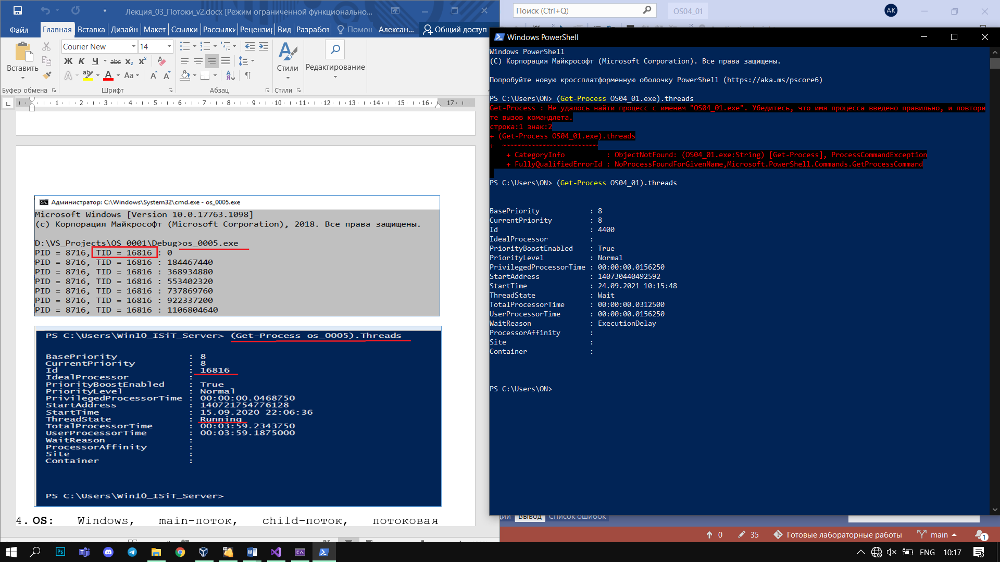 Лекция_03_Потоки_v2.docx [Режим ограниченной функционально...
Файл
Главная
Вставка
Дизайн
Макет
Ссылки
Рассылки
Реценз
Вид
Разработ
Помощ
Алексан...
Общий доступ
Вставить
Буфер обмена
Courier New
14
Ж К Ч abc x₂ x²
Aa
Шрифт
Абзац
Стили
Стили
Редактирование
1 2 3 4 5 6 7 8 9 10 11 12 13 14 15 16 17
Администратор: C:\Windows\System32\cmd.exe - os_0005.exe
Microsoft Windows [Version 10.0.17763.1098]
(c) Корпорация Майкрософт (Microsoft Corporation), 2018. Все права защищены.
D:\VS_Projects\OS_0001\Debug>os_0005.exe
PID = 8716, TID = 16816 : 0
PID = 8716, TID = 16816 : 184467440
PID = 8716, TID = 16816 : 368934880
PID = 8716, TID = 16816 : 553402320
PID = 8716, TID = 16816 : 737869760
PID = 8716, TID = 16816 : 922337200
PID = 8716, TID = 16816 : 1106804640
PS C:\Users\Win10_ISiT_Server> (Get-Process os_0005).Threads
BasePriority : 8
CurrentPriority : 8
Id : 16816
IdealProcessor :
PriorityBoostEnabled : True
PriorityLevel : Normal
PrivilegedProcessorTime : 00:00:00.0468750
StartAddress : 140721754776128
StartTime : 15.09.2020 22:06:36
ThreadState : Running
TotalProcessorTime : 00:03:59.2343750
UserProcessorTime : 00:03:59.1875000
WaitReason :
ProcessorAffinity :
Site :
Container :
PS C:\Users\Win10_ISiT_Server>
4. OS: Windows, main-поток, child-поток, потоковая
Поиск (Ctrl+Q)
OS04_01
AK
Windows PowerShell
Windows PowerShell
(C) Корпорация Майкрософт (Microsoft Corporation). Все права защищены.
Попробуйте новую кроссплатформенную оболочку PowerShell (https://aka.ms/pscore6)
PS C:\Users\ON> (Get-Process OS04_01.exe).threads
Get-Process : Не удалось найти процесс с именем "OS04_01.exe". Убедитесь, что имя процесса введено правильно, и повтори
те вызов командлета.
строка:1 знак:2
+ (Get-Process OS04_01.exe).threads
+ ~~~~~~~~~~~~~~~~~~~~~~~
+ CategoryInfo : ObjectNotFound: (OS04_01.exe:String) [Get-Process], ProcessCommandException
+ FullyQualifiedErrorId : NoProcessFoundForGivenName,Microsoft.PowerShell.Commands.GetProcessCommand
PS C:\Users\ON> (Get-Process OS04_01).threads
BasePriority : 8
CurrentPriority : 8
Id : 4400
IdealProcessor :
PriorityBoostEnabled : True
PriorityLevel : Normal
PrivilegedProcessorTime : 00:00:00.0156250
StartAddress : 140730440492592
StartTime : 24.09.2021 10:15:48
ThreadState : Wait
TotalProcessorTime : 00:00:00.0312500
UserProcessorTime : 00:00:00.0156250
WaitReason : ExecutionDelay
ProcessorAffinity :
Site :
Container :
PS C:\Users\ON>
Вывод
Список ошибок
0
35
Готовые лабораторные работы
main
1
ENG
10:17